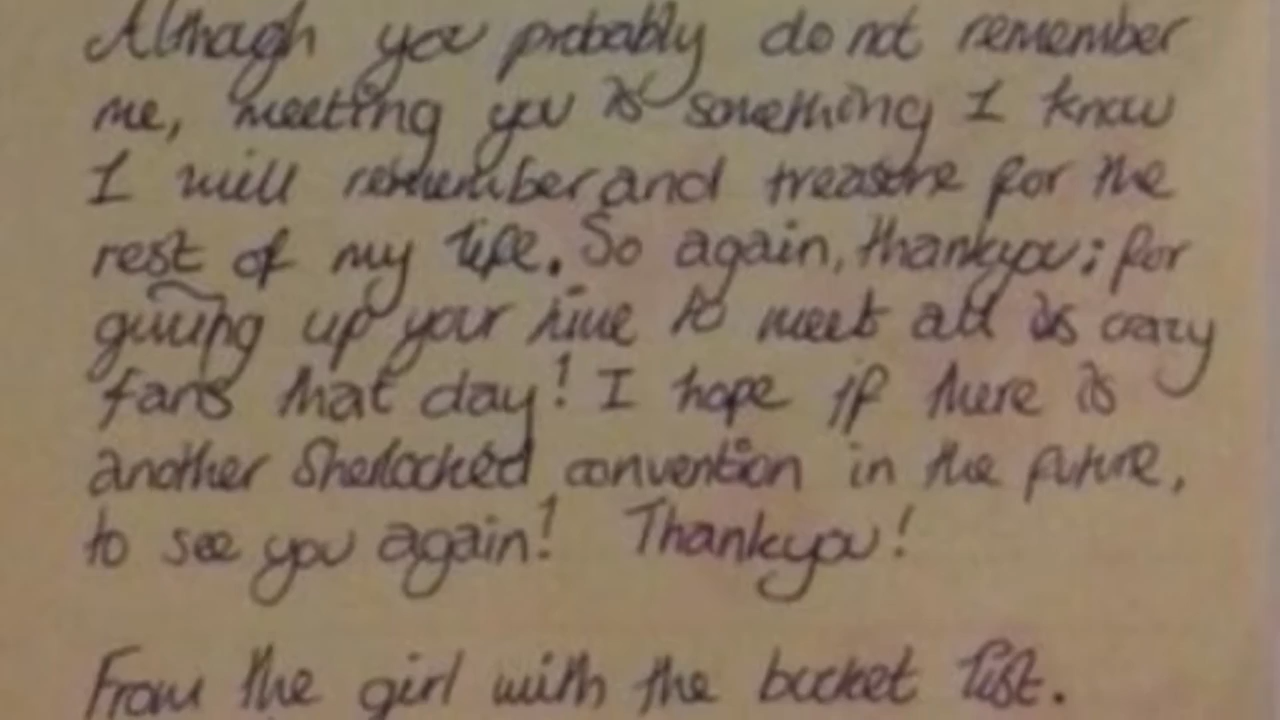 Although you probably do not remember
me, meeting you is something I know
I will remember and treasure for the
rest of my life. So again, thankyou; for
giving up your time to meet all us crazy
fans that day! I hope if there is
another Sherlocked convention in the future,
to see you again! Thankyou!
From the girl with the bucket list.